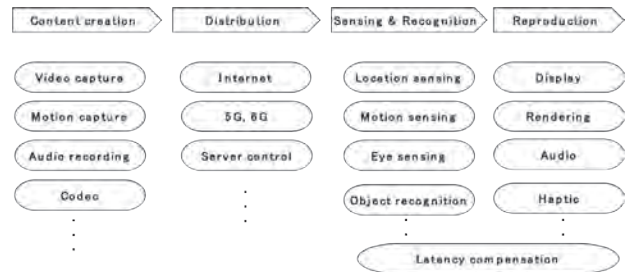 Content creation
Distribution
Sensing & Recognition
Reproduction
Video capture
Internet
Location sensing
Display
Motion capture
5G, 6G
Motion sensing
Rendering
Audio recording
Server control
Eye sensing
Audio
Codec
Object recognition
Haptic
Latency compensation